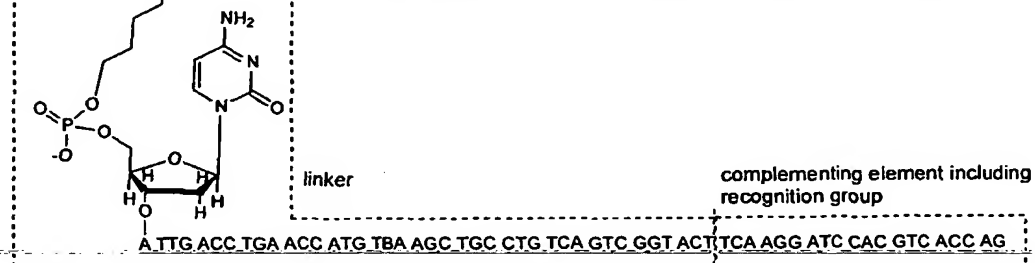 NH2
N
N
O
O
O
P
O
-O
O
H
H
H
H
O
linker
complementing element including
recognition group
A TTG ACC TGA ACC ATG TBA AGC TGC CTG TCA GTC GGT ACT TCA AGG ATC CAC GTC ACC AG